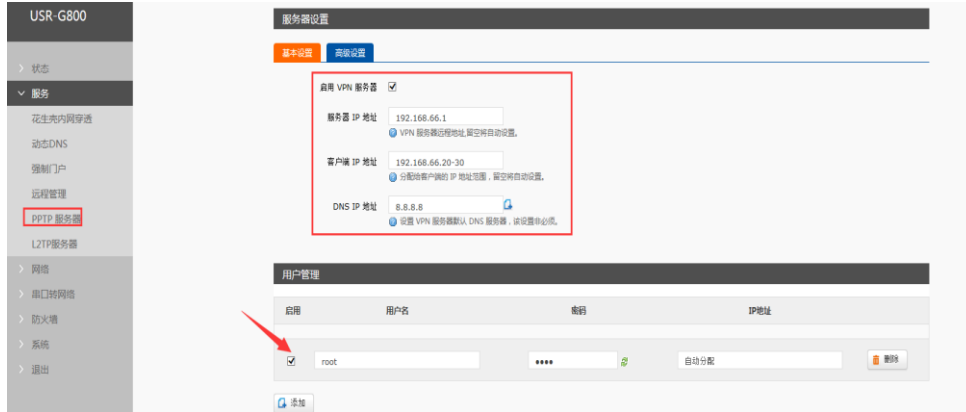 USR-G800
状态
服务
花生壳内网穿透
动态DNS
强制门户
远程管理
PPTP 服务器
L2TP服务器
网络
串口转网络
防火墙
系统
退出
服务器设置
基本设置 高级设置
启用 VPN 服务器
服务器 IP 地址 192.168.66.1
VPN 服务器远程地址,留空将自动设置。
客户端 IP 地址 192.168.66.20-30
分配给客户端的 IP 地址范围，留空将自动设置。
DNS IP 地址 8.8.8.8
设置 VPN 服务器默认 DNS 服务器，该设置非必须。
用户管理
启用 用户名 密码 IP地址
root •••• 自动分配 删除
添加